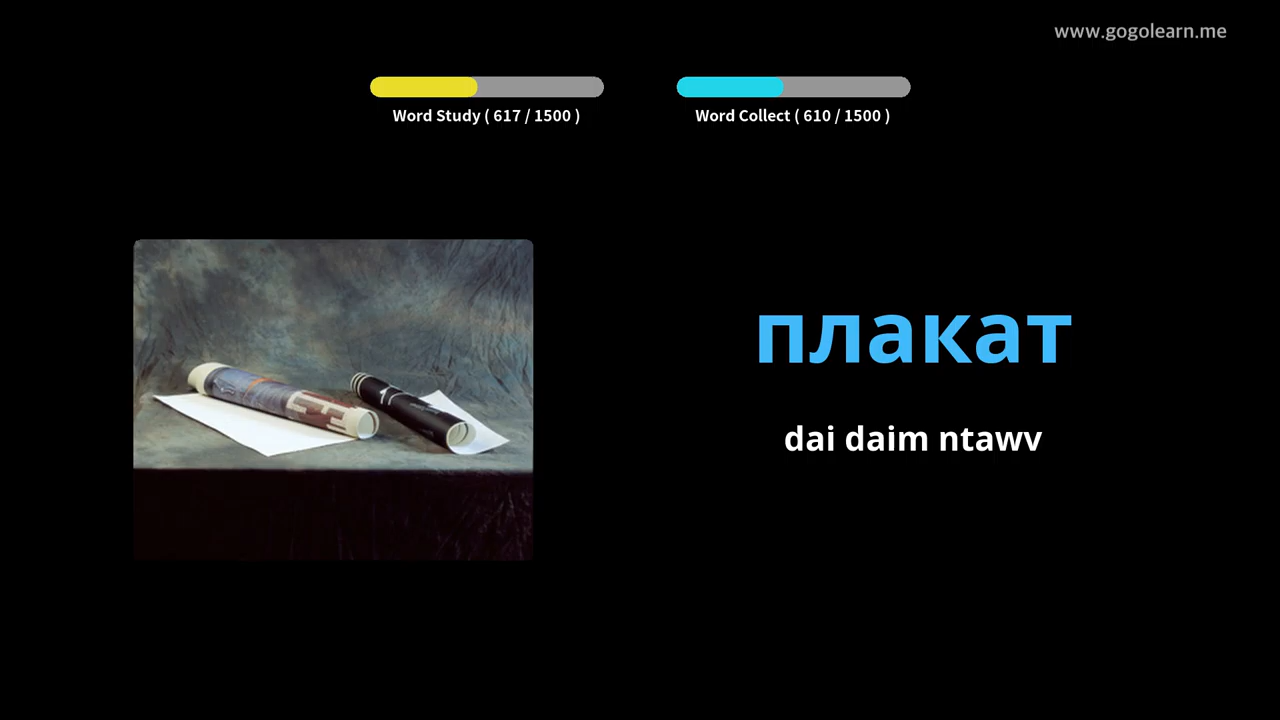 www.gogolearn.me
Word Study ( 617 / 1500 )
Word Collect ( 610 / 1500 )
плакат
dai daim ntawv